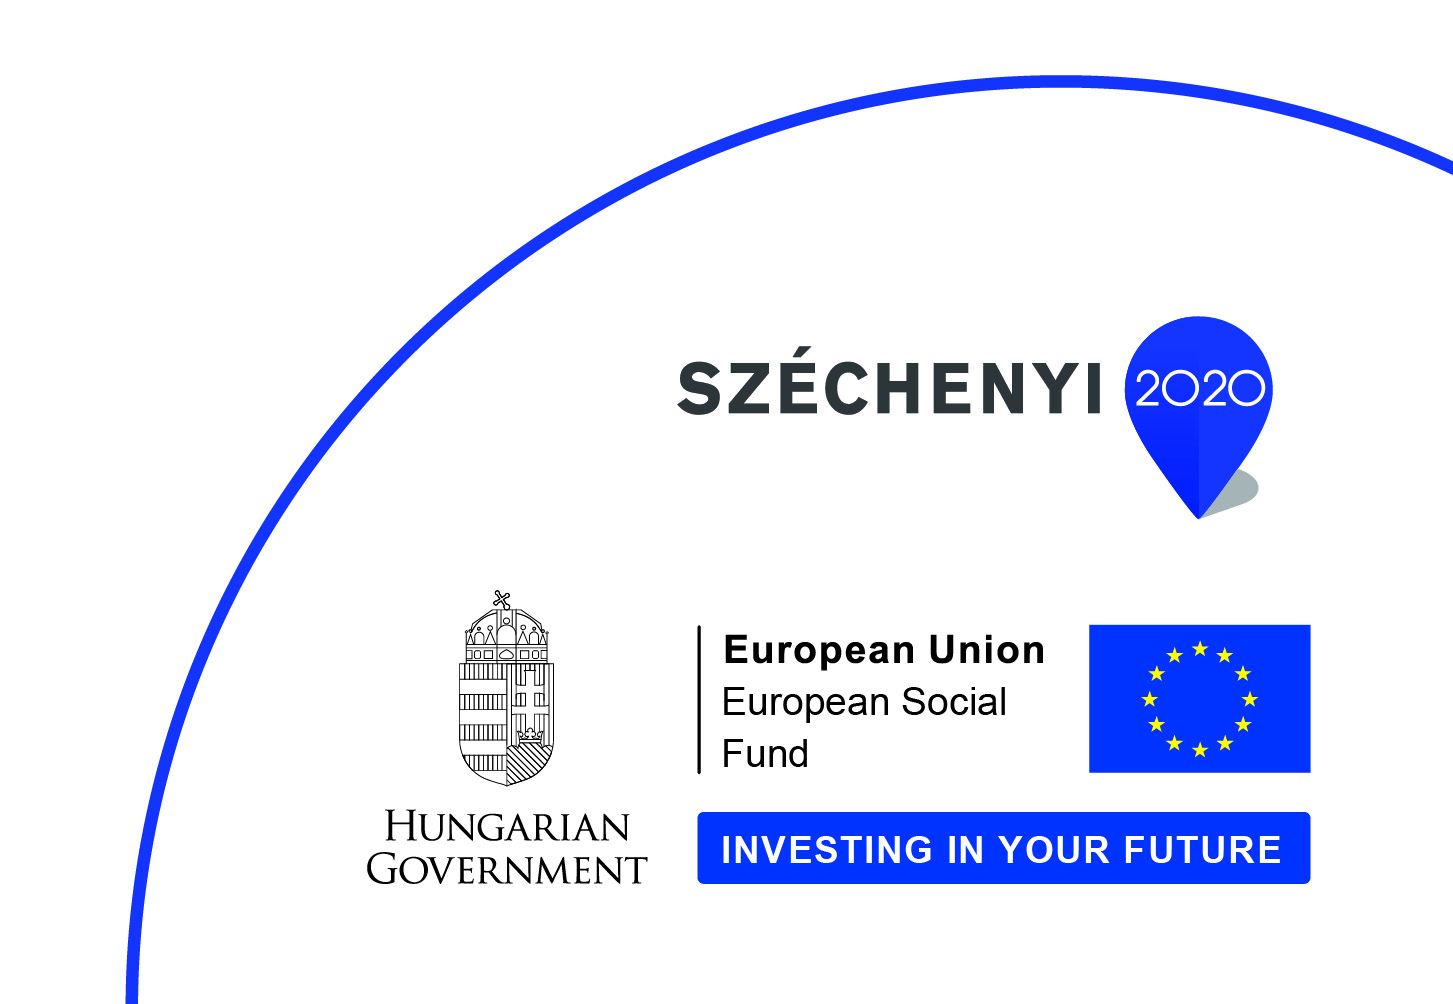 SZÉCHENYI 2020
European Union
European Social
Fund
HUNGARIAN
GOVERNMENT
INVESTING IN YOUR FUTURE